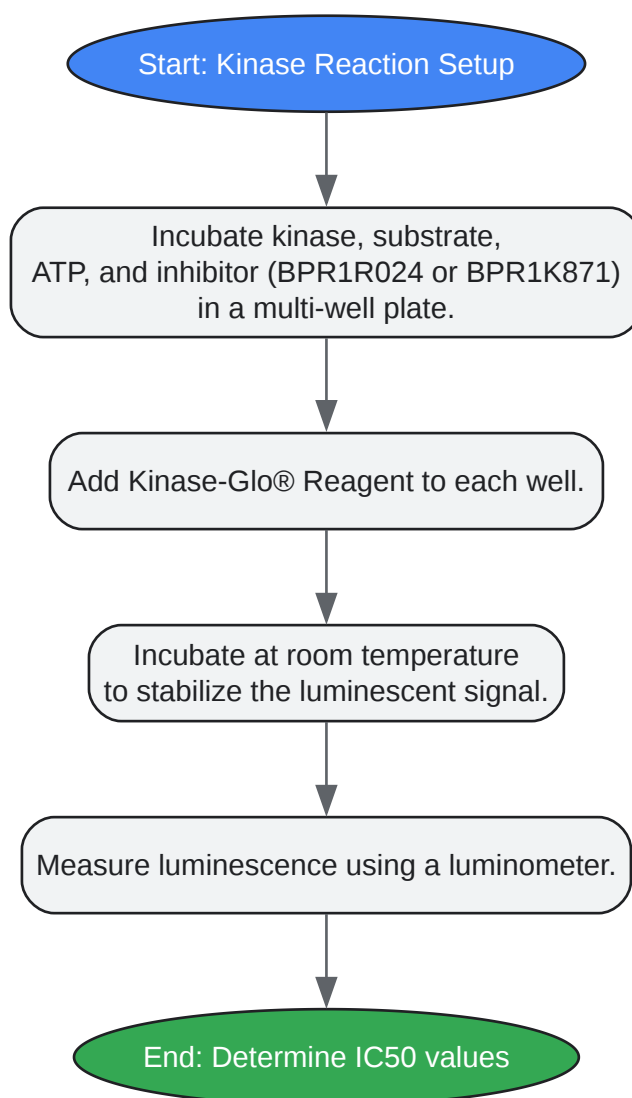 Start: Kinase Reaction Setup
Incubate kinase, substrate,
ATP, and inhibitor (BPR1R024 or BPR1K871)
in a multi-well plate.
Add Kinase-Glo® Reagent to each well.
Incubate at room temperature
to stabilize the luminescent signal.
Measure luminescence using a luminometer.
End: Determine IC50 values